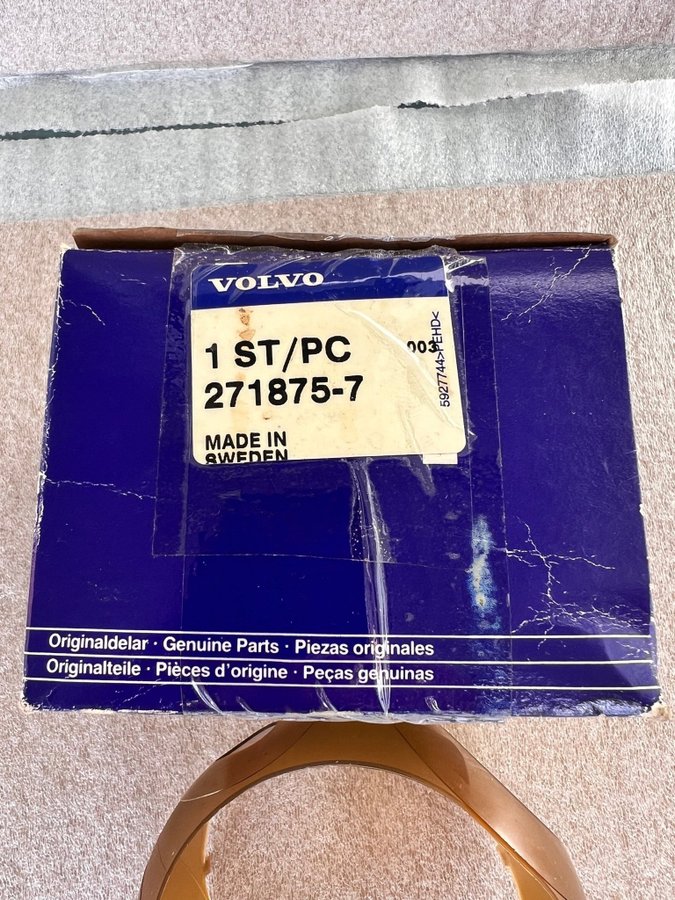 VOLVO
1 ST/PC
003
271875-7
5927744>PEHD<
MADE IN
SWEDEN
Originaldelar · Genuine Parts · Piezas originales
Originalteile · Pièces d'origine · Peças genuinas